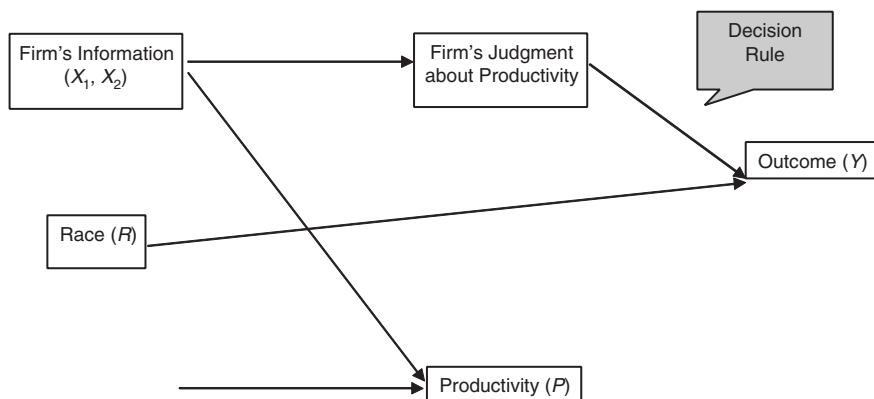 Firm's Information
(X₁, X₂)
Firm's Judgment
about Productivity
Decision
Rule
Outcome (Y)
Race (R)
Productivity (P)